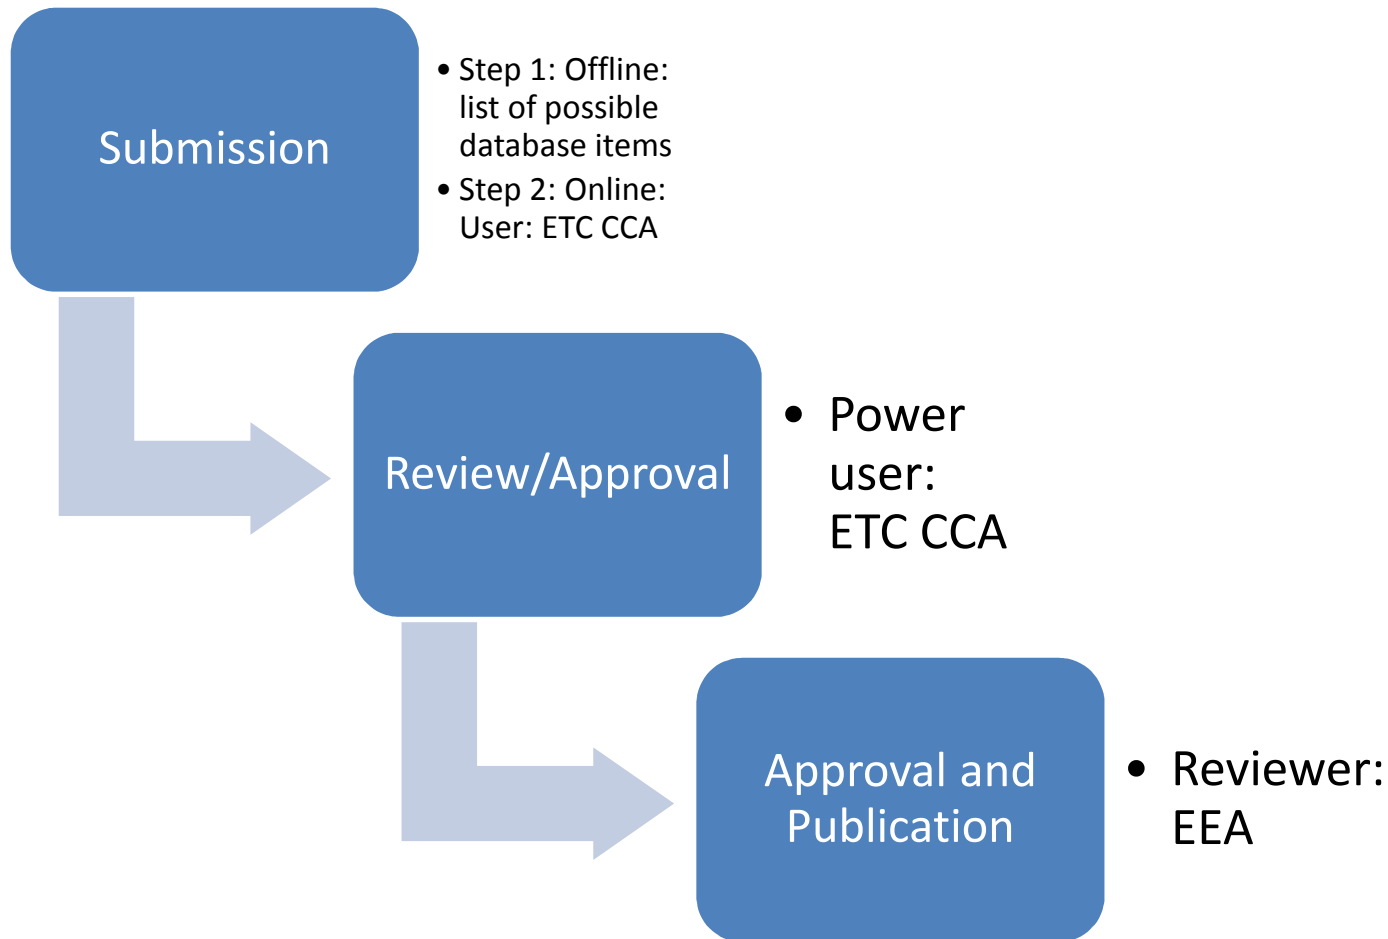 Submission
• Step 1: Offline:
list of possible
database items
• Step 2: Online:
User: ETC CCA
Review/Approval
• Power
user:
ETC CCA
Approval and
Publication
• Reviewer:
EEA